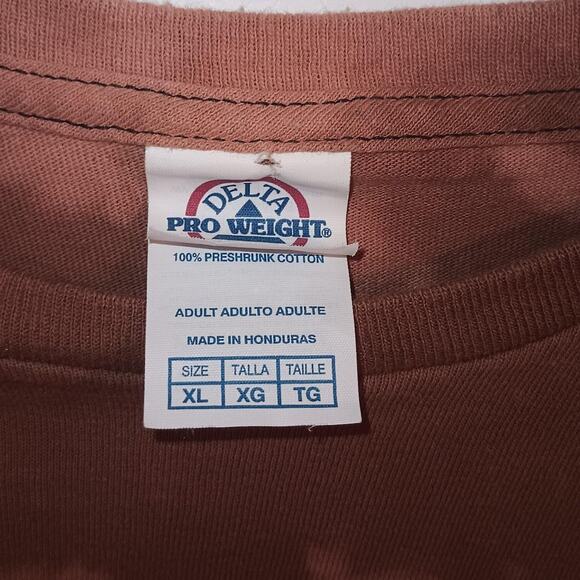 DELTA
PRO WEIGHT®
100% PRESHRUNK COTTON
ADULT ADULTO ADULTE
MADE IN HONDURAS
SIZE TALLA TAILLE
XL XG TG